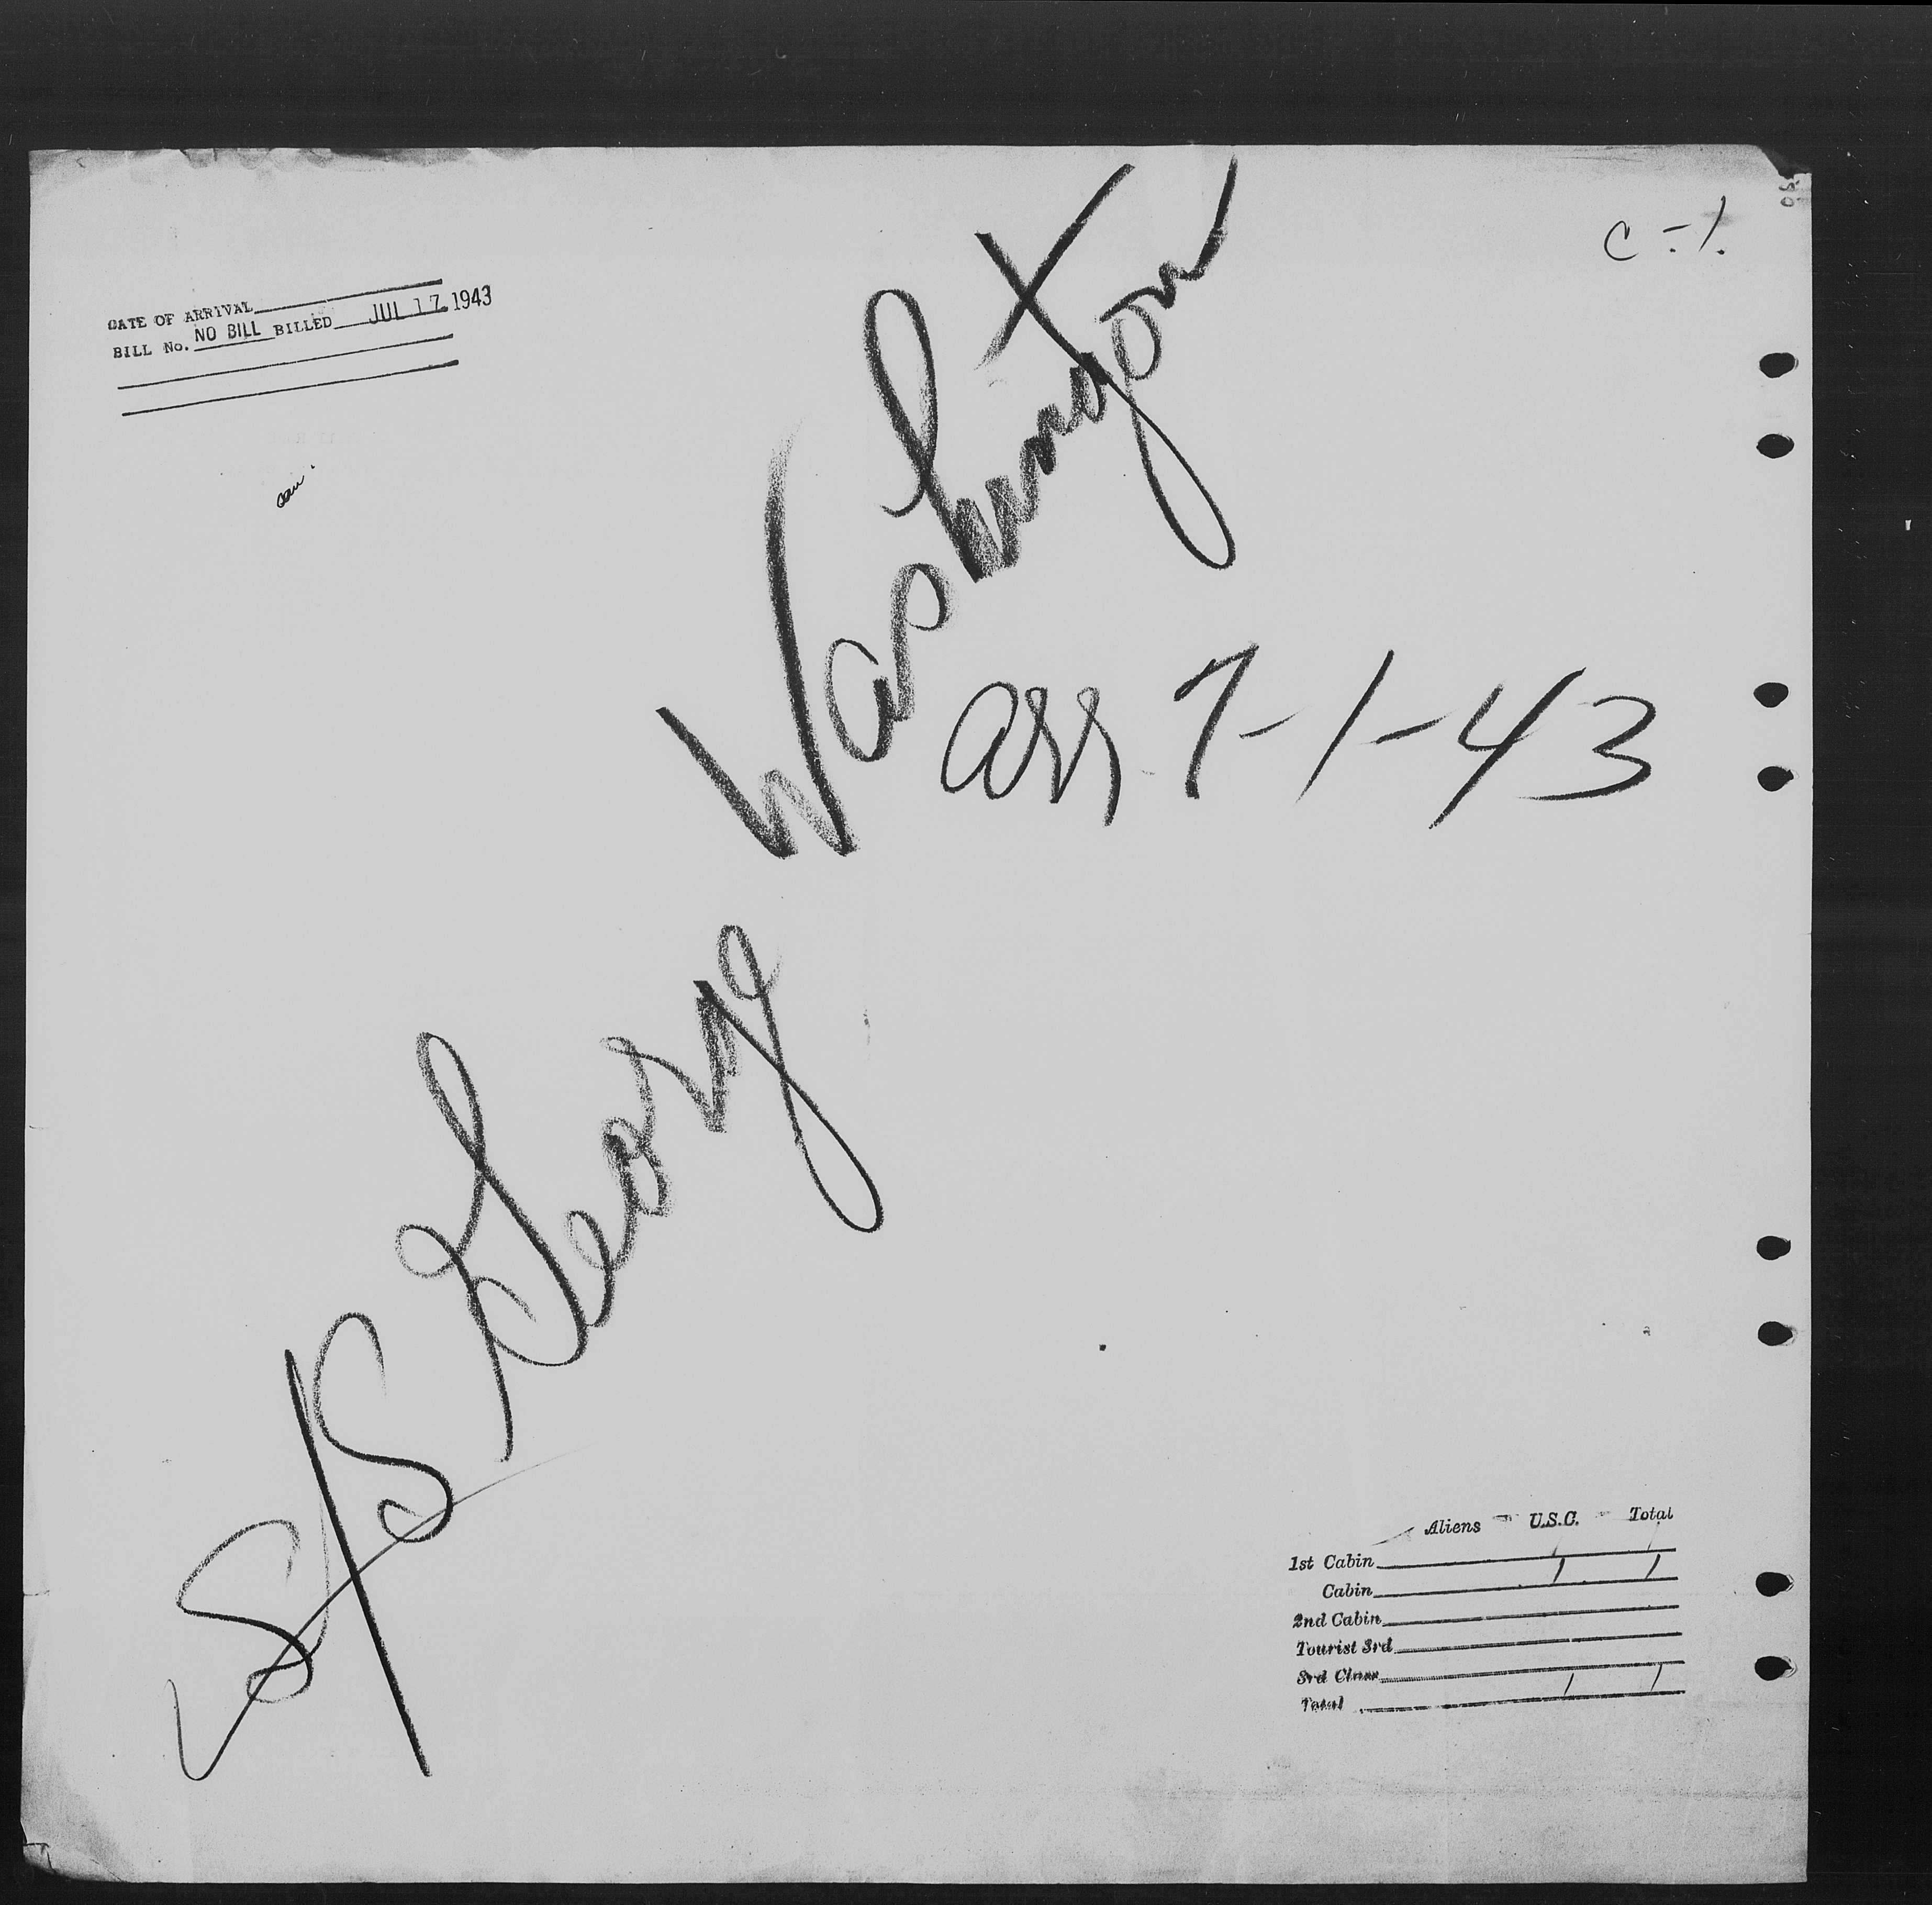 C-1.
DATE OF ARRIVAL
BILL No. NO BILL BILLED JUL 17 1943
S/S George Washington
arr 7-1-43
Aliens U.S.C. Total
1st Cabin
Cabin 1 1
2nd Cabin
Tourist 3rd
3rd Class
Total 1 1